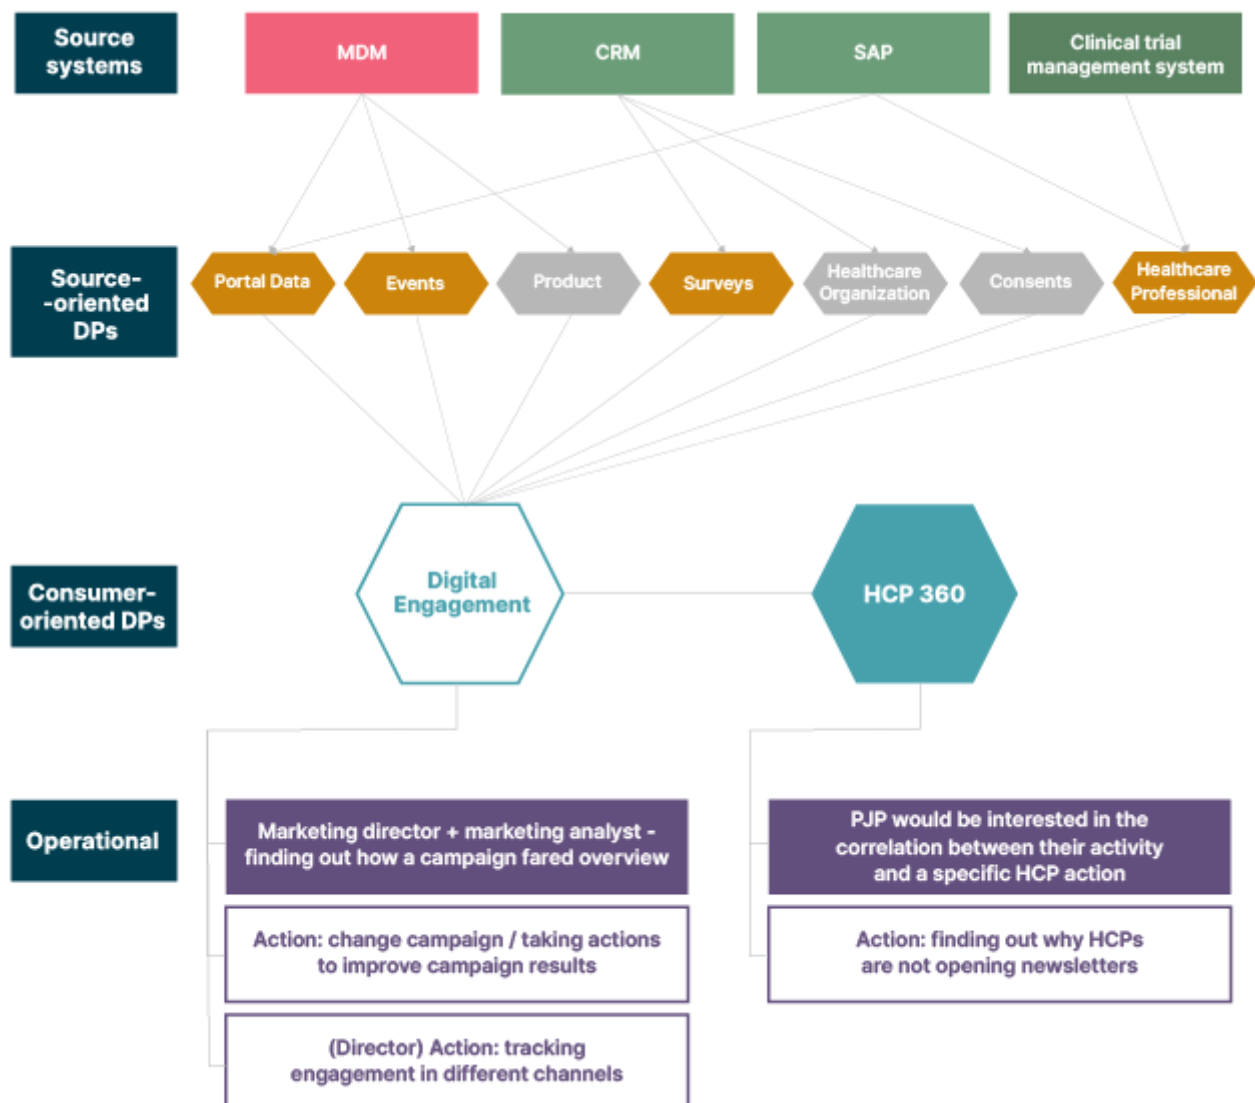 Source
systems
MDM
CRM
SAP
Clinical trial
management system
Source-
-oriented
DPs
Portal Data
Events
Product
Surveys
Healthcare
Organization
Consents
Healthcare
Professional
Consumer-
oriented DPs
Digital
Engagement
HCP 360
Operational
Marketing director + marketing analyst -
finding out how a campaign fared overview
Action: change campaign / taking actions
to improve campaign results
(Director) Action: tracking
engagement in different channels
PJP would be interested in the
correlation between their activity
and a specific HCP action
Action: finding out why HCPs
are not opening newsletters